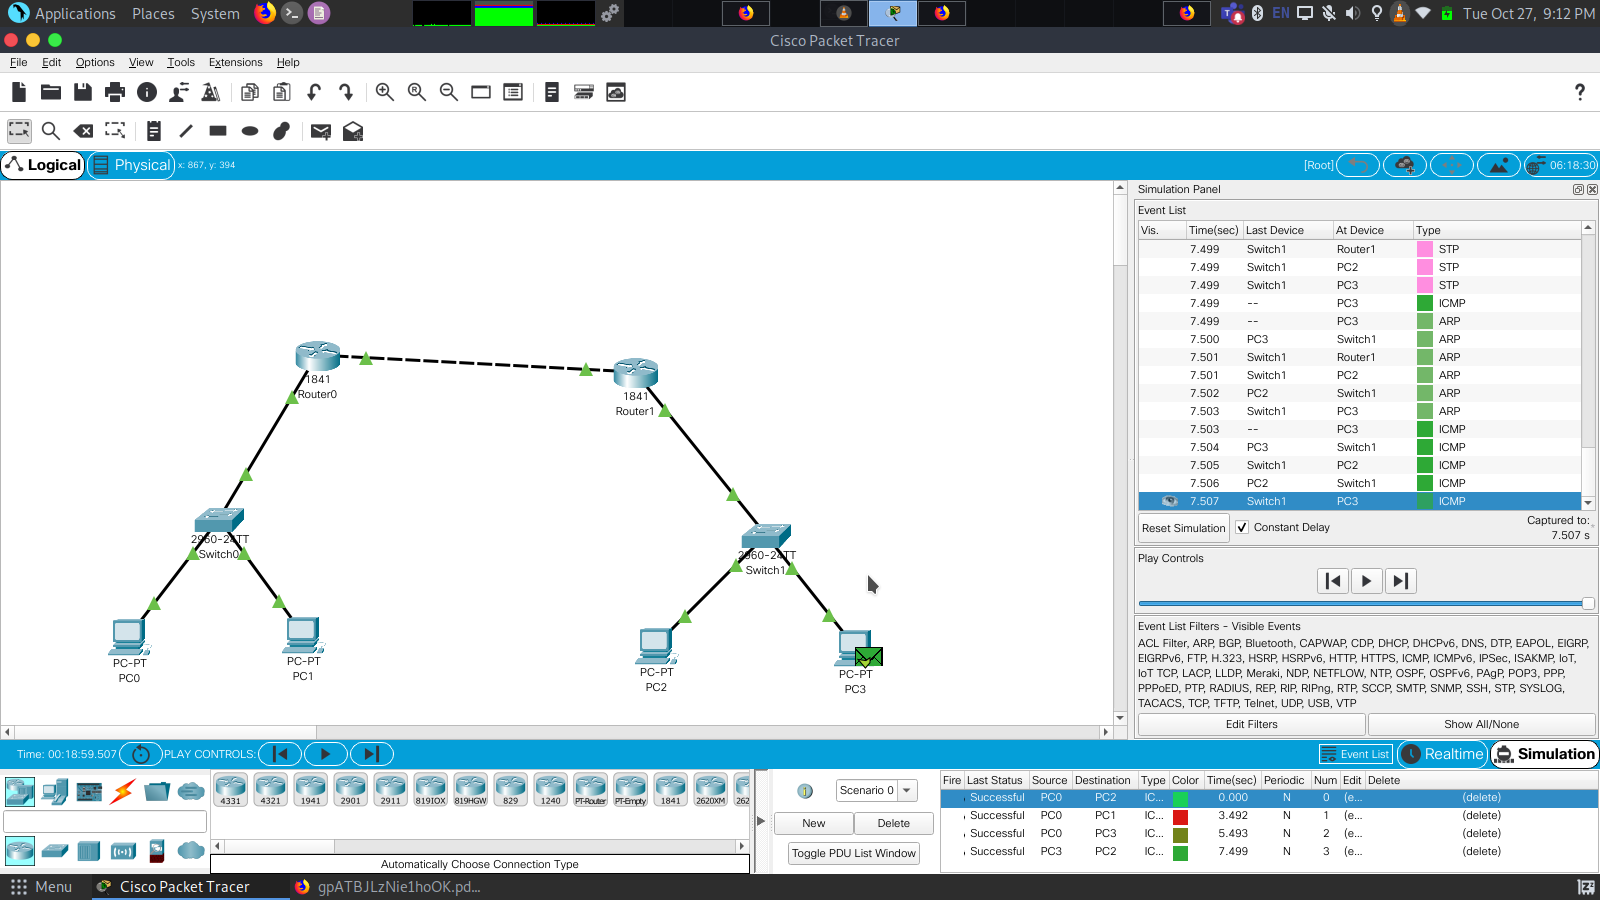 Applications Places System EN Tue Oct 27, 9:12 PM
Cisco Packet Tracer
File Edit Options View Tools Extensions Help
?
Logical Physical x: 867, y: 394 [Root] 06:18:30
Simulation Panel
Event List
Vis. Time(sec) Last Device At Device Type
7.499 Switch1 Router1 STP
7.499 Switch1 PC2 STP
7.499 Switch1 PC3 STP
7.499 -- PC3 ICMP
7.499 -- PC3 ARP
7.500 PC3 Switch1 ARP
7.501 Switch1 Router1 ARP
7.501 Switch1 PC2 ARP
7.502 PC2 Switch1 ARP
7.503 Switch1 PC3 ARP
7.503 -- PC3 ICMP
7.504 PC3 Switch1 ICMP
7.505 Switch1 PC2 ICMP
7.506 PC2 Switch1 ICMP
7.507 Switch1 PC3 ICMP
Reset Simulation Constant Delay Captured to:
7.507 s
Play Controls
Event List Filters - Visible Events
ACL Filter, ARP, BGP, Bluetooth, CAPWAP, CDP, DHCP, DHCPv6, DNS, DTP, EAPOL, EIGRP,
EIGRPv6, FTP, H.323, HSRP, HSRPv6, HTTP, HTTPS, ICMP, ICMPv6, IPSec, ISAKMP, IoT,
IoT TCP, LACP, LLDP, Meraki, NDP, NETFLOW, NTP, OSPF, OSPFv6, PAgP, POP3, PPP,
PPPoED, PTP, RADIUS, REP, RIP, RIPng, RTP, SCCP, SMTP, SNMP, SSH, STP, SYSLOG,
TACACS, TCP, TFTP, Telnet, UDP, USB, VTP
Edit Filters Show All/None
1841
Router0
1841
Router1
2960-24TT
Switch0
2960-24TT
Switch1
PC-PT
PC0
PC-PT
PC1
PC-PT
PC2
PC-PT
PC3
Time: 00:18:59.507 PLAY CONTROLS: Event List Realtime Simulation
4331 4321 1941 2901 2911 819IOX 819HGW 829 1240 PT-Router PT-Empty 1841 2620XM 262
Automatically Choose Connection Type
Scenario 0
New Delete
Toggle PDU List Window
Fire Last Status Source Destination Type Color Time(sec) Periodic Num Edit Delete
Successful PC0 PC2 IC... 0.000 N 0 (e... (delete)
Successful PC0 PC1 IC... 3.492 N 1 (e... (delete)
Successful PC0 PC3 IC... 5.493 N 2 (e... (delete)
Successful PC3 PC2 IC... 7.499 N 3 (e... (delete)
Menu Cisco Packet Tracer gpATBJLzNie1hoOK.pd...